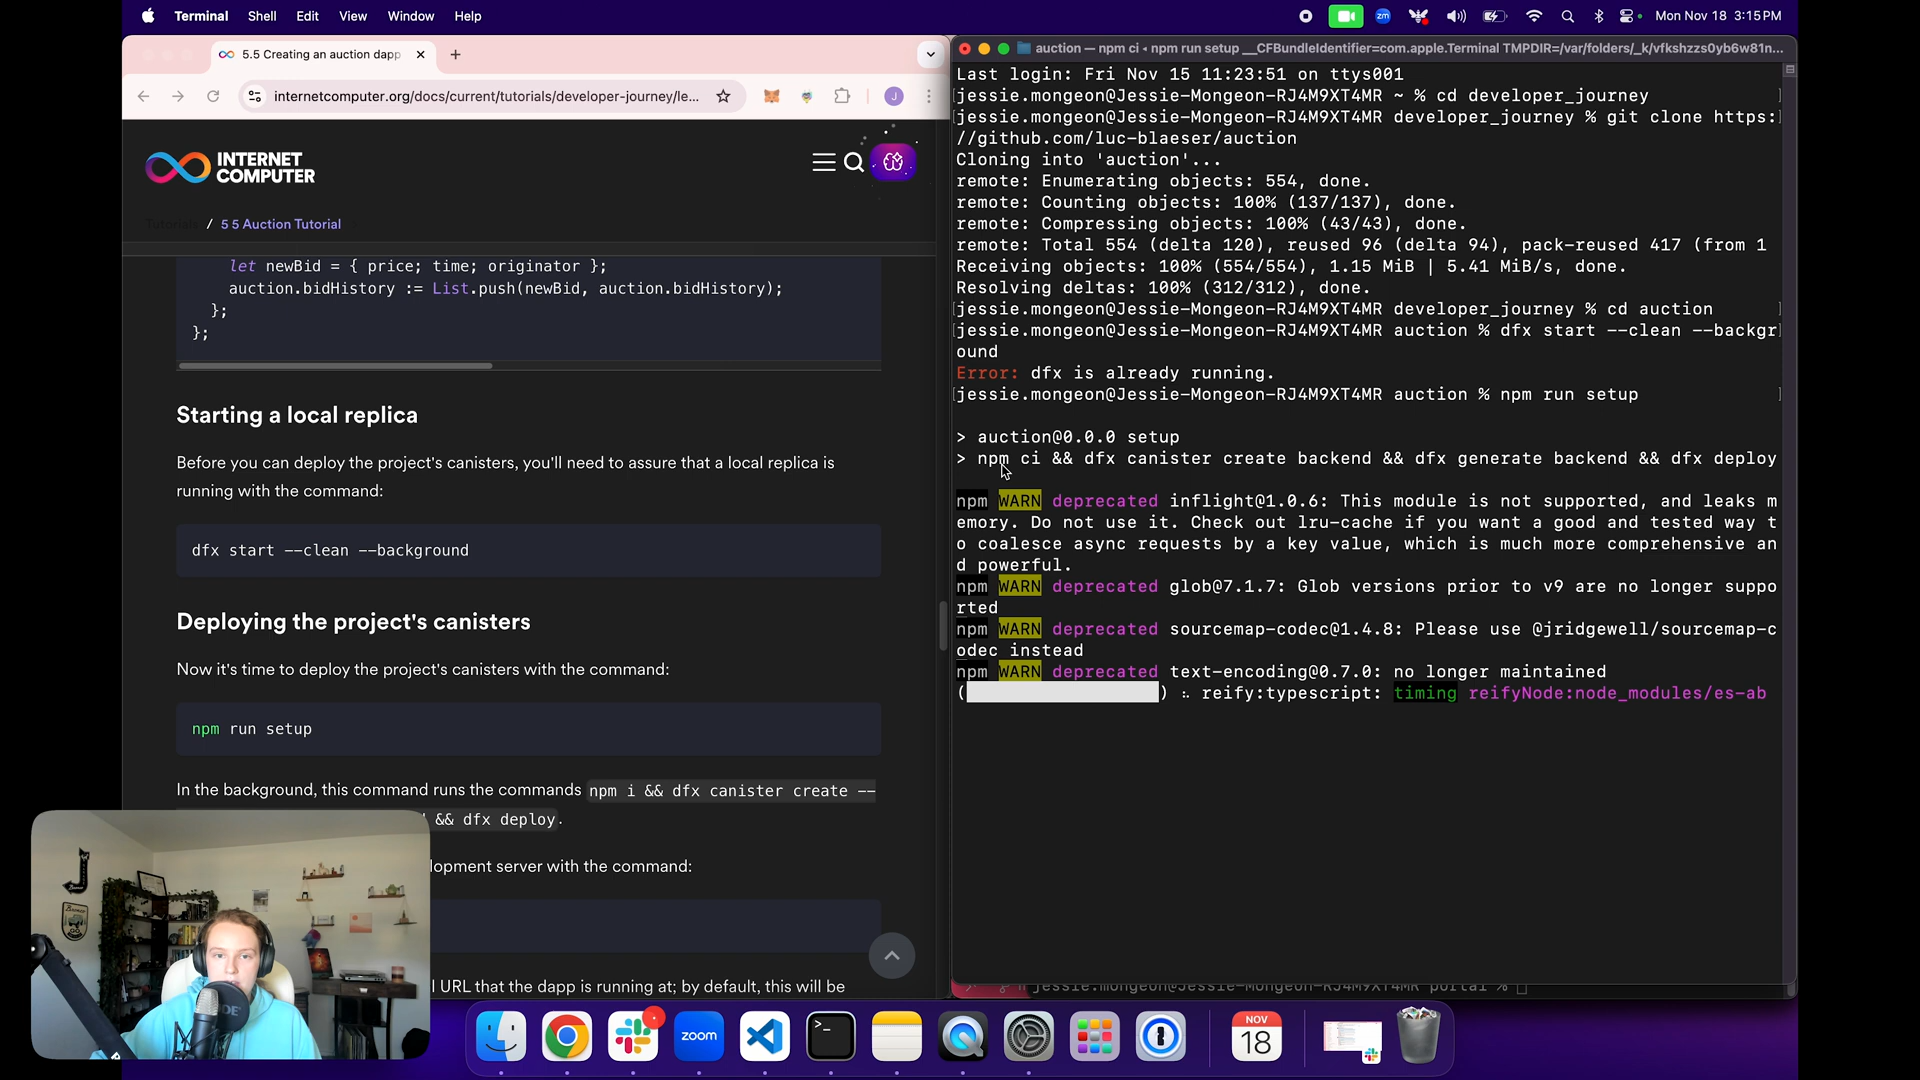 Terminal Shell Edit View Window Help
zm
Mon Nov 18 3:15PM
5.5 Creating an auction dapp
internetcomputer.org/docs/current/tutorials/developer-journey/le...
J
INTERNET
COMPUTER
Tutorials / 5 5 Auction Tutorial
let newBid = { price; time; originator };
auction.bidHistory := List.push(newBid, auction.bidHistory);
};
};
Starting a local replica
Before you can deploy the project's canisters, you'll need to assure that a local replica is
running with the command:
dfx start --clean --background
Deploying the project's canisters
Now it's time to deploy the project's canisters with the command:
npm run setup
In the background, this command runs the commands npm i && dfx canister create --
&& dfx deploy.
lopment server with the command:
l URL that the dapp is running at; by default, this will be
auction — npm ci ◂ npm run setup __CFBundleIdentifier=com.apple.Terminal TMPDIR=/var/folders/_k/vfkshzzs0yb6w81n...
Last login: Fri Nov 15 11:23:51 on ttys001
[jessie.mongeon@Jessie-Mongeon-RJ4M9XT4MR ~ % cd developer_journey ]
[jessie.mongeon@Jessie-Mongeon-RJ4M9XT4MR developer_journey % git clone https:]
//github.com/luc-blaeser/auction
Cloning into 'auction'...
remote: Enumerating objects: 554, done.
remote: Counting objects: 100% (137/137), done.
remote: Compressing objects: 100% (43/43), done.
remote: Total 554 (delta 120), reused 96 (delta 94), pack-reused 417 (from 1
Receiving objects: 100% (554/554), 1.15 MiB | 5.41 MiB/s, done.
Resolving deltas: 100% (312/312), done.
[jessie.mongeon@Jessie-Mongeon-RJ4M9XT4MR developer_journey % cd auction ]
[jessie.mongeon@Jessie-Mongeon-RJ4M9XT4MR auction % dfx start --clean --backgr]
ound
Error: dfx is already running.
[jessie.mongeon@Jessie-Mongeon-RJ4M9XT4MR auction % npm run setup ]
> auction@0.0.0 setup
> npm ci && dfx canister create backend && dfx generate backend && dfx deploy
npm WARN deprecated inflight@1.0.6: This module is not supported, and leaks m
emory. Do not use it. Check out lru-cache if you want a good and tested way t
o coalesce async requests by a key value, which is much more comprehensive an
d powerful.
npm WARN deprecated glob@7.1.7: Glob versions prior to v9 are no longer suppo
rted
npm WARN deprecated sourcemap-codec@1.4.8: Please use @jridgewell/sourcemap-c
odec instead
npm WARN deprecated text-encoding@0.7.0: no longer maintained
( ) ⠦ reify:typescript: timing reifyNode:node_modules/es-ab
jessie.mongeon@Jessie-Mongeon-RJ4M9XT4MR portal %
zoom
NOV
18